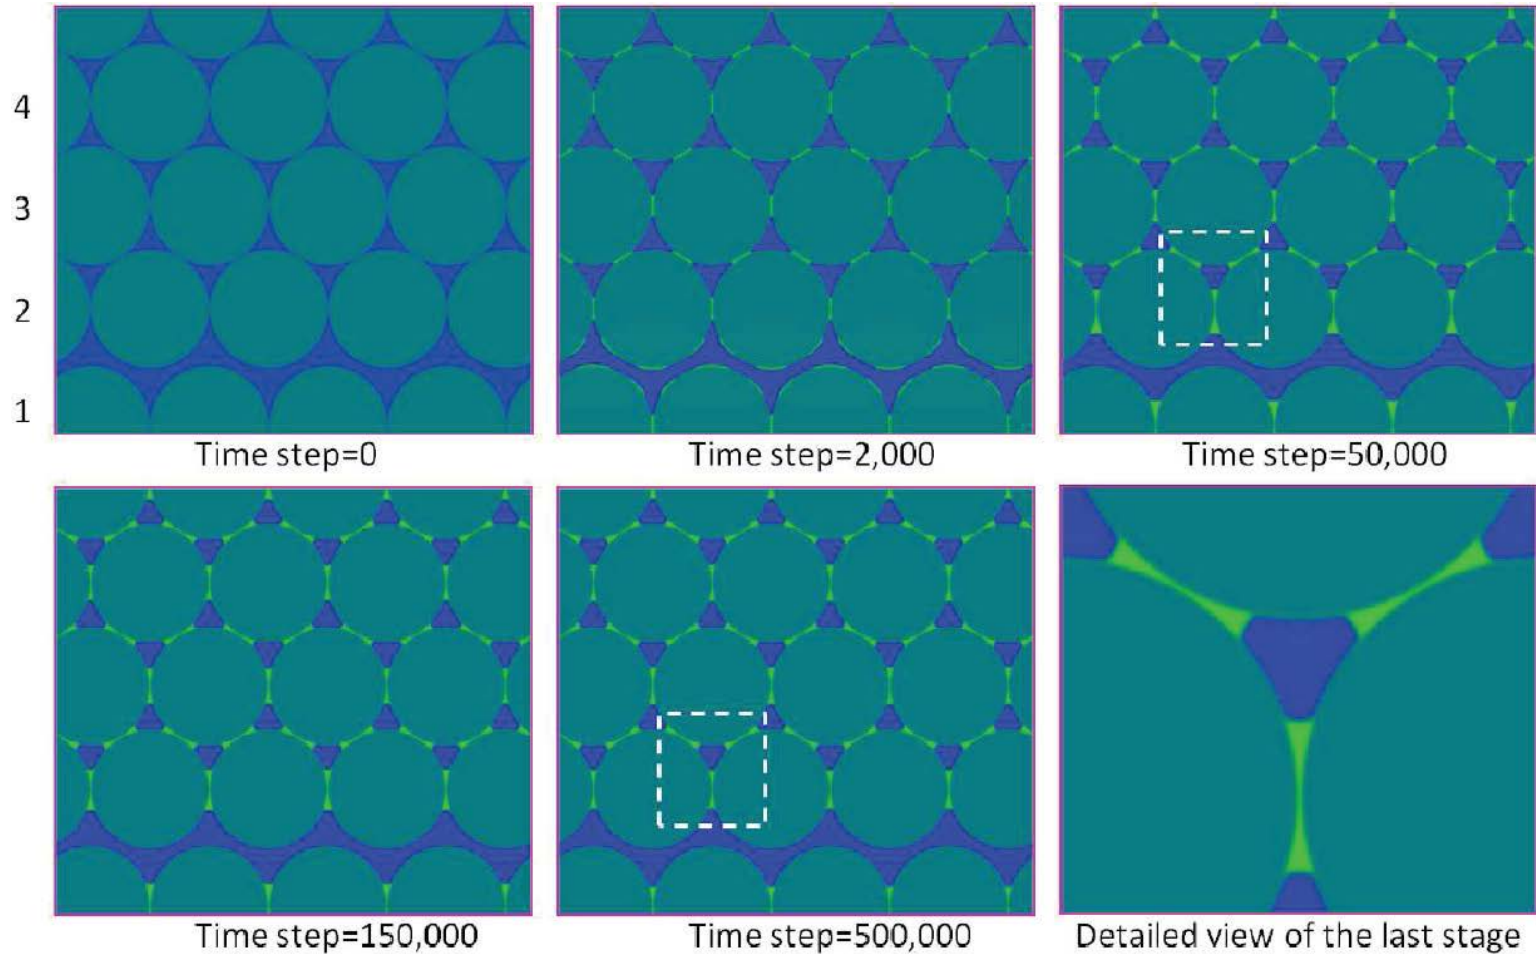 4
3
2
1
Time step=0
Time step=2,000
Time step=50,000
Time step=150,000
Time step=500,000
Detailed view of the last stage